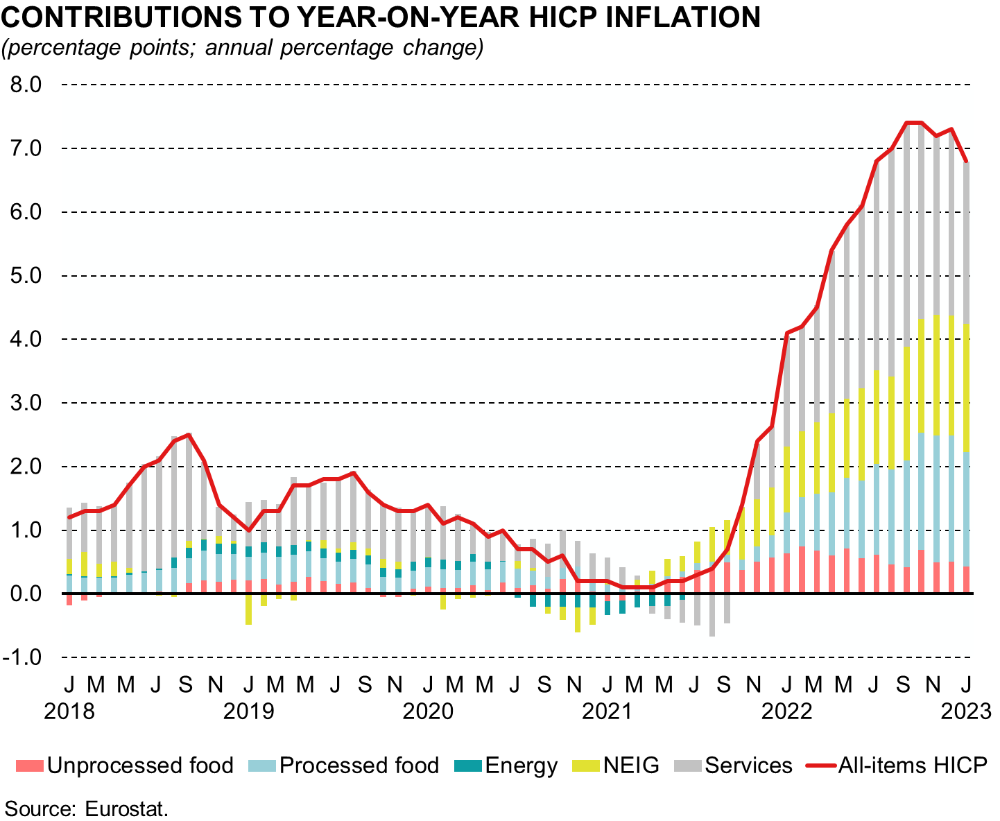 CONTRIBUTIONS TO YEAR-ON-YEAR HICP INFLATION
(percentage points; annual percentage change)
8.0
7.0
6.0
5.0
4.0
3.0
2.0
1.0
0.0
-1.0
J M M J S N J M M J S N J M M J S N J M M J S N J M M J S N J
2018 2019 2020 2021 2022 2023
Unprocessed food Processed food Energy NEIG Services All-items HICP
Source: Eurostat.